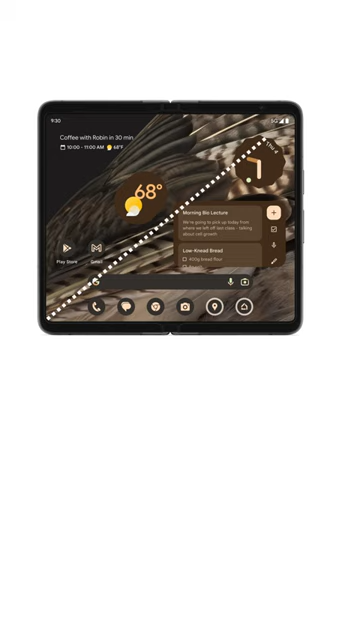 9:30
5G
Coffee with Robin in 30 min
10:00 - 11:00 AM 68°F
Thu 4
68°
Morning Bio Lecture
We're going to pick up today from
where we left off last class - talking
about cell growth
Low-Knead Bread
400g bread flour
Play Store
Gmail
G